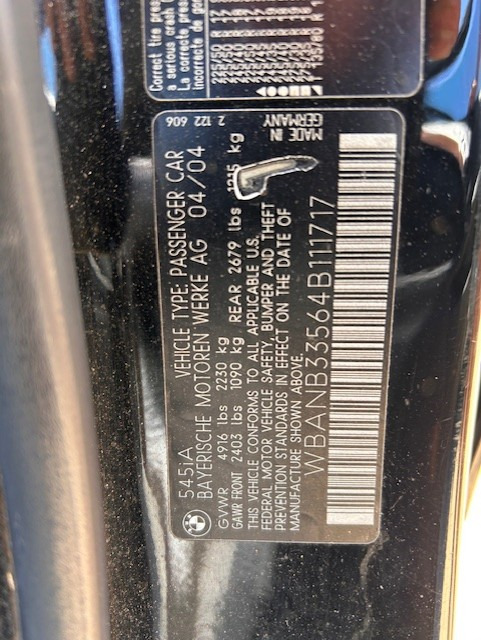 Correct tire pres
a serious crash
La correcte pres
incorrecte de gon
MADE IN
GERMANY
2 122 606
545iA
VEHICLE TYPE: PASSENGER CAR
BAYERISCHE MOTOREN WERKE AG 04/04
GVWR 4916 lbs 2230 kg
GAWR FRONT 2403 lbs 1090 kg REAR 2679 lbs 1215 kg
THIS VEHICLE CONFORMS TO ALL APPLICABLE U.S.
FEDERAL MOTOR VEHICLE SAFETY, BUMPER AND THEFT
PREVENTION STANDARDS IN EFFECT ON THE DATE OF
MANUFACTURE SHOWN ABOVE.
WBANB33564B111717